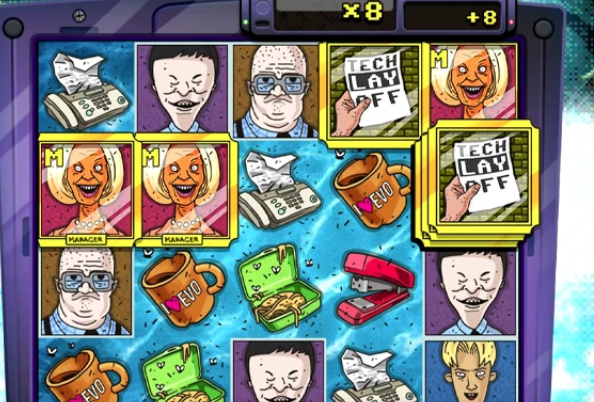 x8
+8
TECH
LAY
OFF
M
M
MANAGER
M
MANAGER
I ♥ EVO
TECH
LAY
OFF
I ♥ EVO
EVO